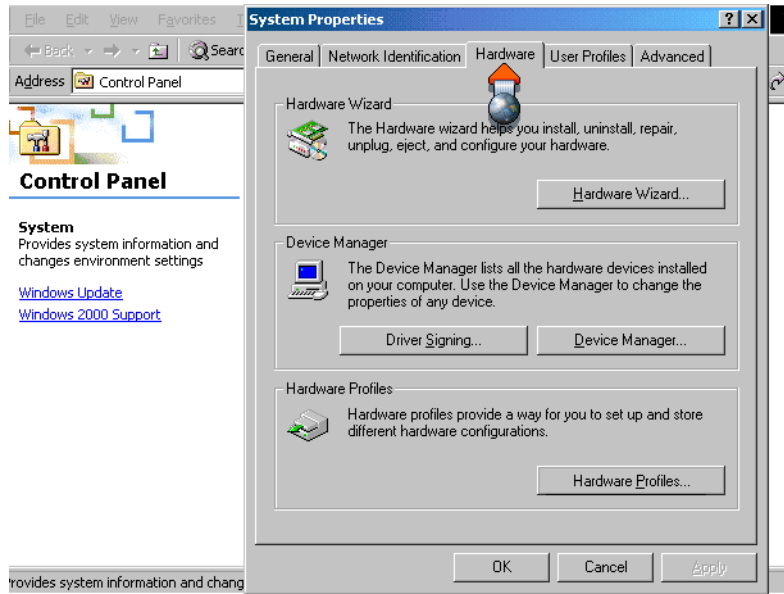 File Edit View Favorites
System Properties
Back Searc
Address Control Panel
General Network Identification Hardware User Profiles Advanced
Control Panel
System
Provides system information and
changes environment settings
Windows Update
Windows 2000 Support
Hardware Wizard
The Hardware wizard helps you install, uninstall, repair,
unplug, eject, and configure your hardware.
Hardware Wizard...
Device Manager
The Device Manager lists all the hardware devices installed
on your computer. Use the Device Manager to change the
properties of any device.
Driver Signing... Device Manager...
Hardware Profiles
Hardware profiles provide a way for you to set up and store
different hardware configurations.
Hardware Profiles...
OK Cancel Apply
rovides system information and chang